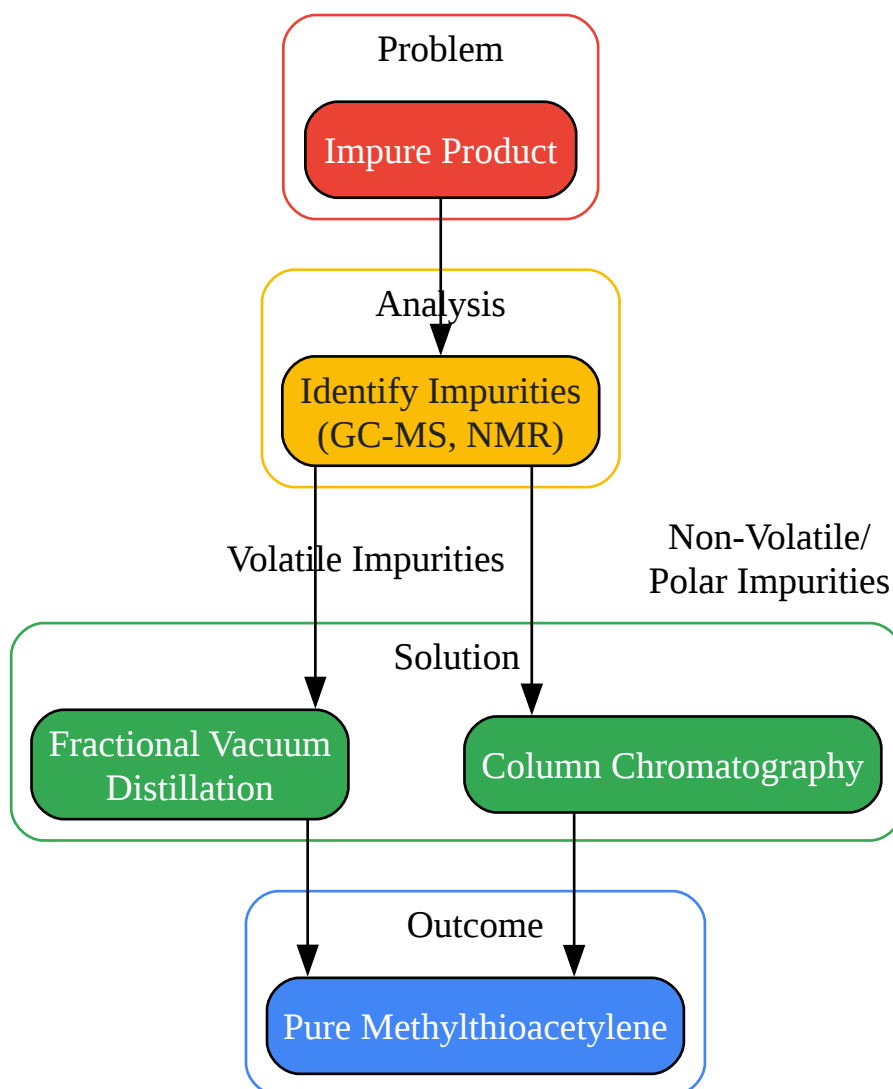 Problem
Impure Product
Analysis
Identify Impurities
(GC-MS, NMR)
Volatile Impurities
Non-Volatile/
Polar Impurities
Solution
Fractional Vacuum
Distillation
Column Chromatography
Outcome
Pure Methylthioacetylene